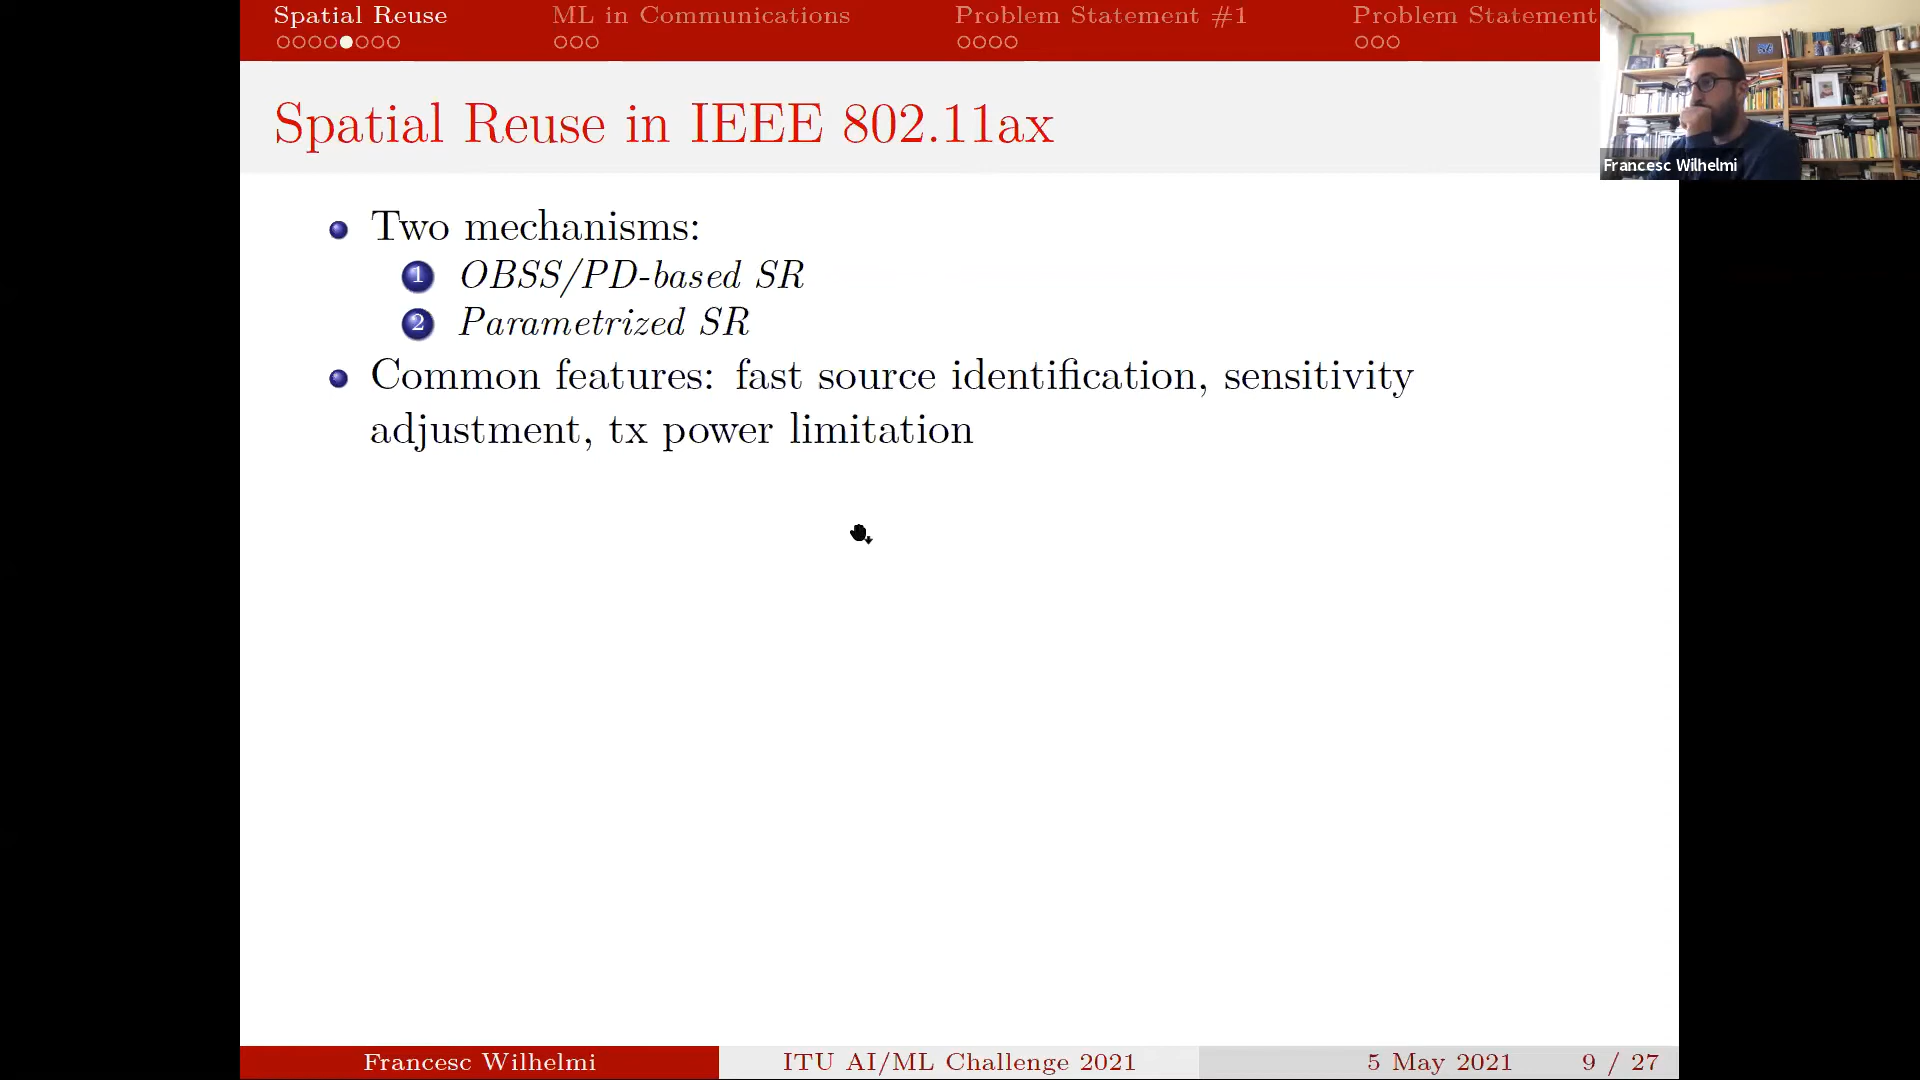 Spatial Reuse
ML in Communications
Problem Statement #1
Problem Statement
Francesc Wilhelmi
Spatial Reuse in IEEE 802.11ax
Two mechanisms:
1 OBSS/PD-based SR
2 Parametrized SR
Common features: fast source identification, sensitivity
adjustment, tx power limitation
Francesc Wilhelmi
ITU AI/ML Challenge 2021
5 May 2021
9 / 27